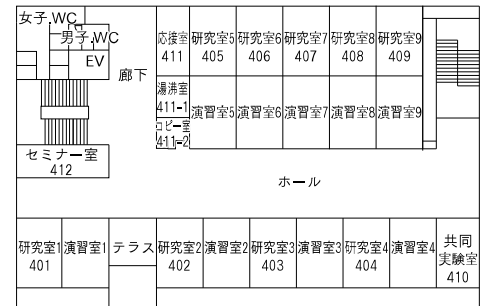 女子.WC
男子.WC
EV
廊下
応接室
411
研究室5
405
研究室6
406
研究室7
407
研究室8
408
研究室9
409
湯沸室
411-1
コピー室
411-2
演習室5
演習室6
演習室7
演習室8
演習室9
セミナー室
412
ホール
研究室1
401
演習室1
テラス
研究室2
402
演習室2
研究室3
403
演習室3
研究室4
404
演習室4
共同
実験室
410